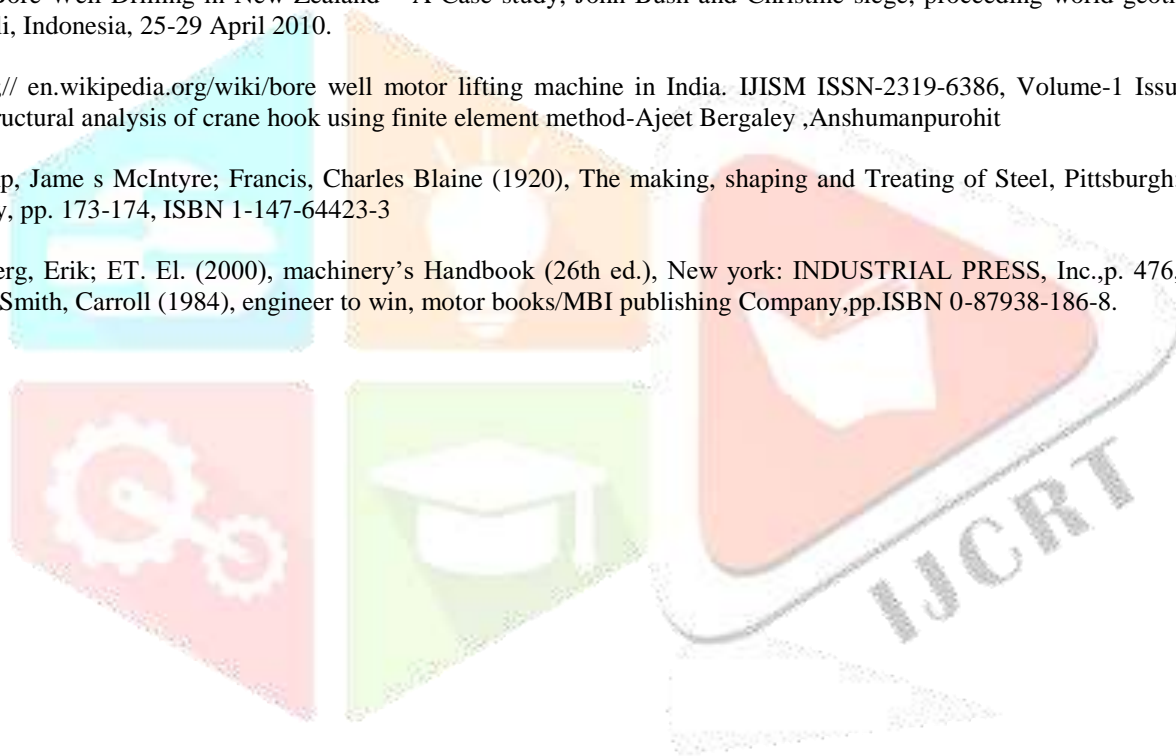 Bore Well Drilling in New Zealand – A Case study, John Bush and Christine siege, proceeding world
li, Indonesia, 25-29 April 2010.
;// en.wikipedia.org/wiki/bore well motor lifting machine in India. IJISM ISSN-2319-6386, Volume-1
ructural analysis of crane hook using finite element method-Ajeet Bergaley ,Anshumanpurohit
p, Jame s McIntyre; Francis, Charles Blaine (1920), The making, shaping and Treating of Steel, Pittsburgh
y, pp. 173-174, ISBN 1-147-64423-3
erg, Erik; ET. El. (2000), machinery’s Handbook (26th ed.), New york: INDUSTRIAL PRESS, Inc.,p. 476,
Smith, Carroll (1984), engineer to win, motor books/MBI publishing Company,pp.ISBN 0-87938-186-8.
IJCRT